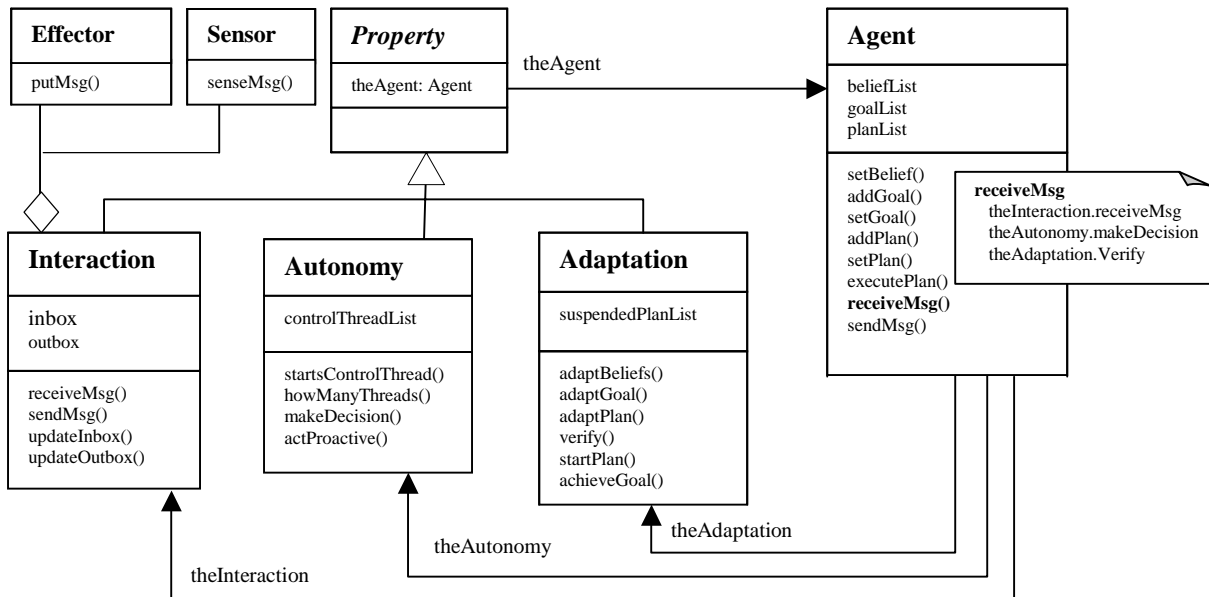 Effector
putMsg()
Sensor
senseMsg()
Property
theAgent: Agent
theAgent
Agent
beliefList
goalList
planList
setBelief()
addGoal()
setGoal()
addPlan()
setPlan()
executePlan()
receiveMsg()
sendMsg()
receiveMsg
theInteraction.receiveMsg
theAutonomy.makeDecision
theAdaptation.Verify
Interaction
inbox
outbox
receiveMsg()
sendMsg()
updateInbox()
updateOutbox()
Autonomy
controlThreadList
startsControlThread()
howManyThreads()
makeDecision()
actProactive()
Adaptation
suspendedPlanList
adaptBeliefs()
adaptGoal()
adaptPlan()
verify()
startPlan()
achieveGoal()
theAdaptation
theAutonomy
theInteraction